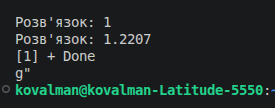 Розв'язок: 1
Розв'язок: 1.2207
[1] + Done
g"
kovalman@kovalman-Latitude-5550:~